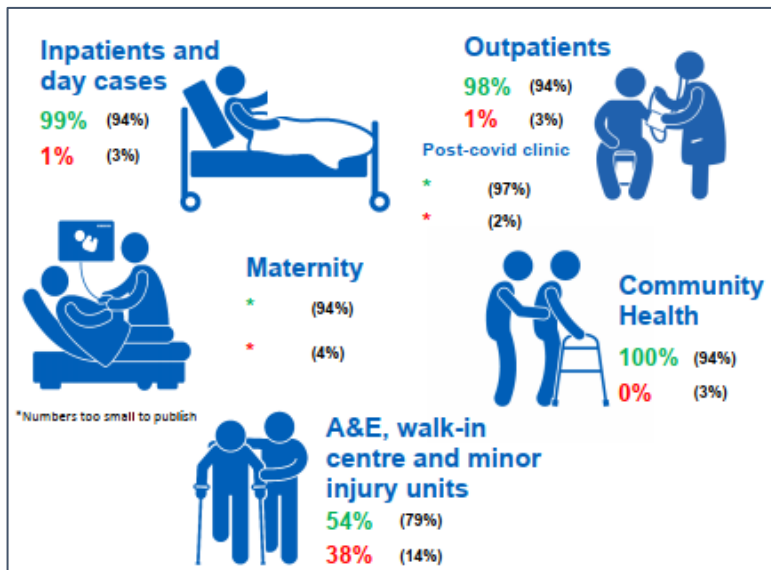 Inpatients and
day cases
99% (94%)
1% (3%)
Outpatients
98% (94%)
1% (3%)
Post-covid clinic
* (97%)
* (2%)
Maternity
* (94%)
* (4%)
*Numbers too small to publish
Community
Health
100% (94%)
0% (3%)
A&E, walk-in
centre and minor
injury units
54% (79%)
38% (14%)